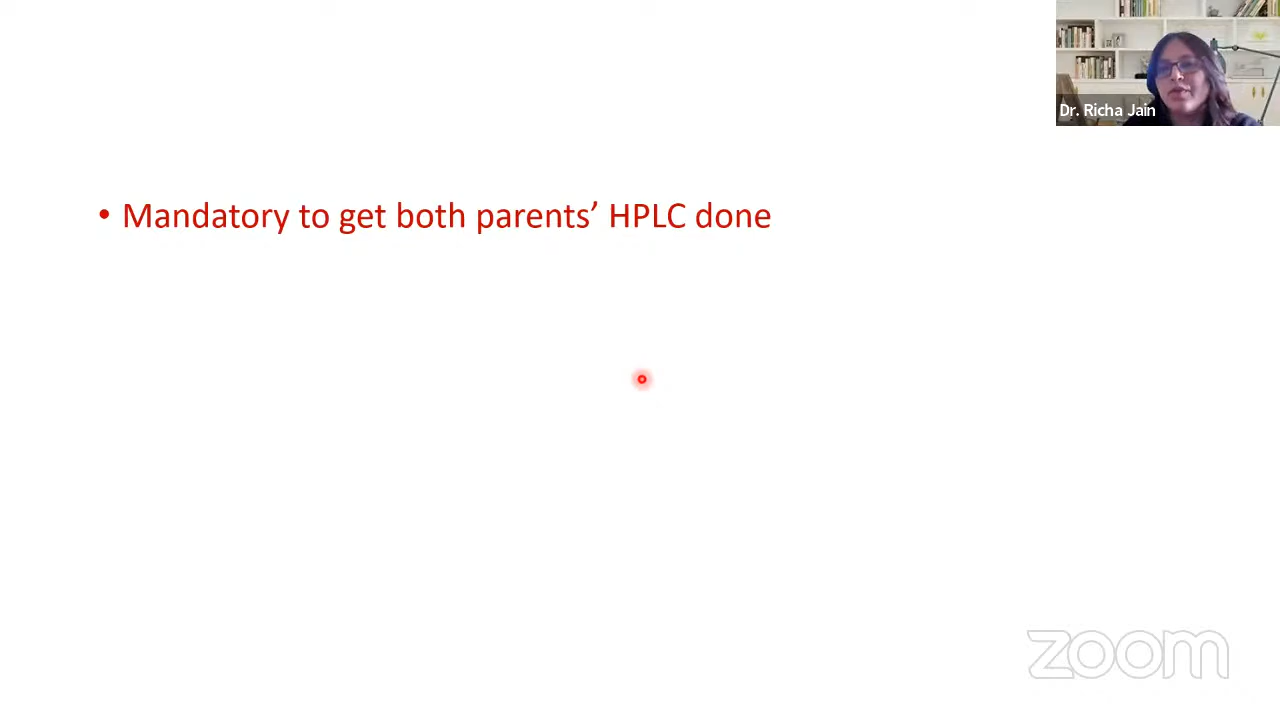 Dr. Richa Jain
• Mandatory to get both parents’ HPLC done
zoom